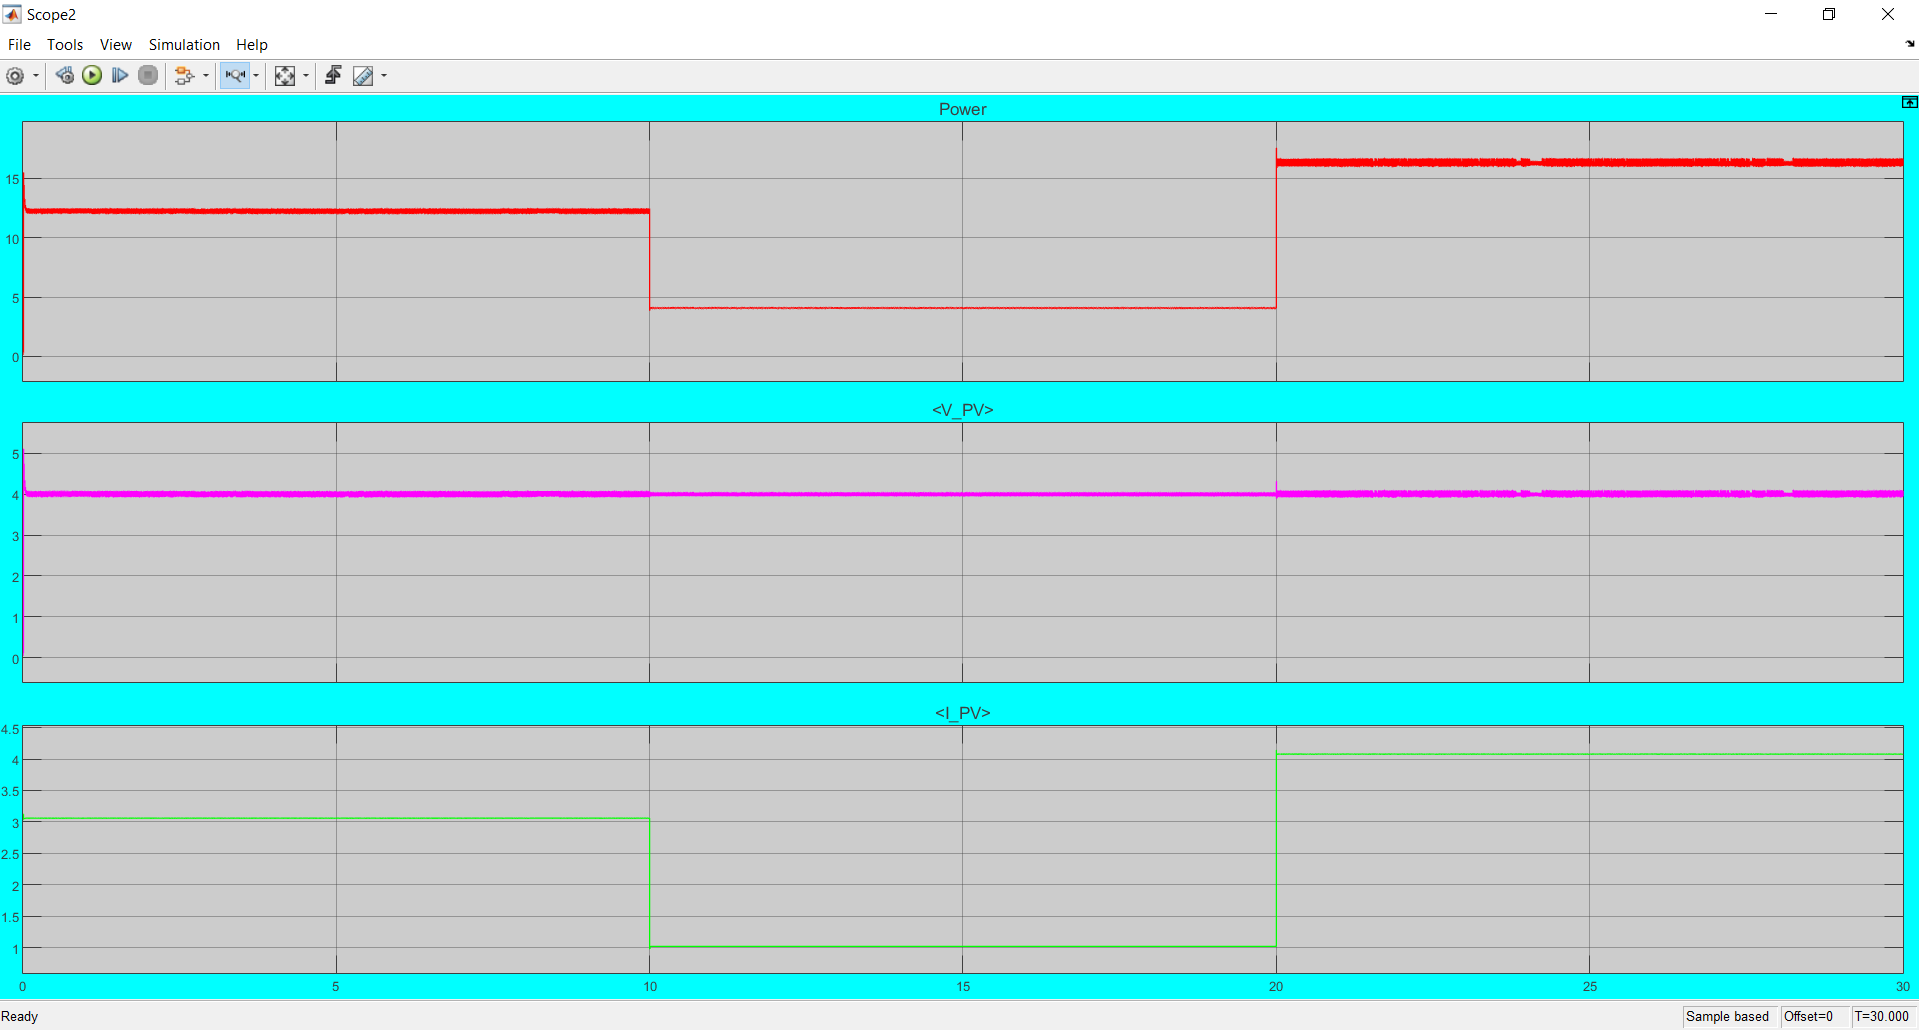 Scope2
File Tools View Simulation Help
Power
15
10
5
0
<V_PV>
5
4
3
2
1
0
<I_PV>
4.5
4
3.5
3
2.5
2
1.5
1
0 5 10 15 20 25 30
Ready Sample based Offset=0 T=30.000